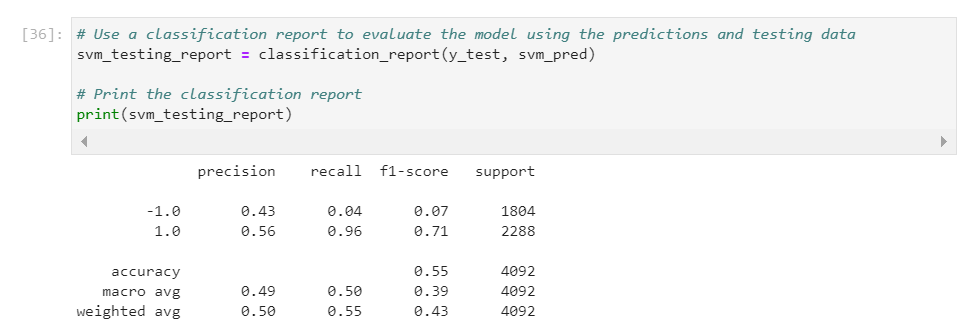 [36]: # Use a classification report to evaluate the model using the predictions and testing data
svm_testing_report = classification_report(y_test, svm_pred)
# Print the classification report
print(svm_testing_report)
precision recall f1-score support
-1.0 0.43 0.04 0.07 1804
1.0 0.56 0.96 0.71 2288
accuracy 0.55 4092
macro avg 0.49 0.50 0.39 4092
weighted avg 0.50 0.55 0.43 4092